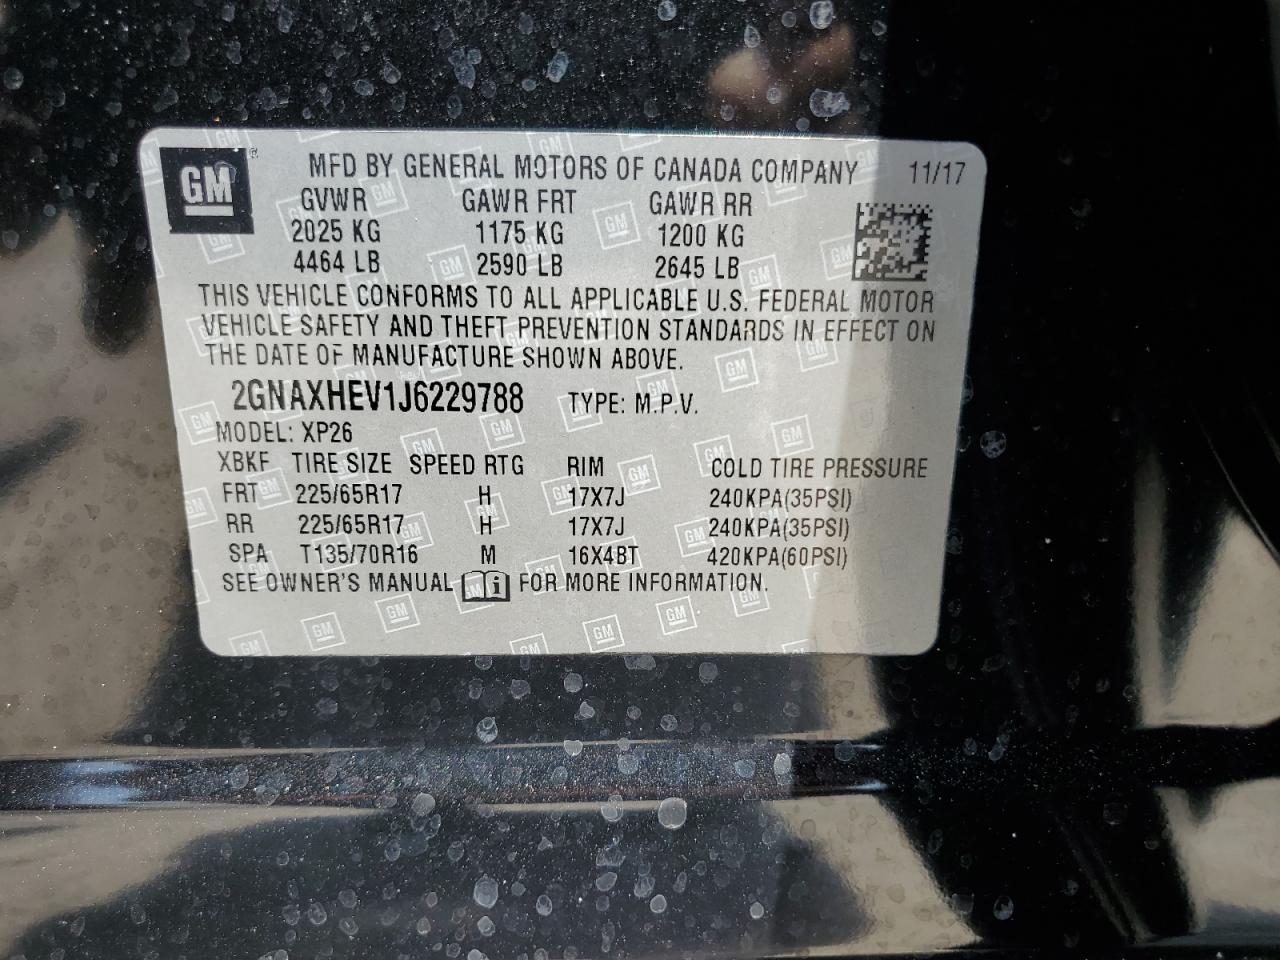 GM ® MFD BY GENERAL MOTORS OF CANADA COMPANY 11/17
GVWR GAWR FRT GAWR RR
2025 KG 1175 KG 1200 KG
4464 LB 2590 LB 2645 LB
THIS VEHICLE CONFORMS TO ALL APPLICABLE U.S. FEDERAL MOTOR
VEHICLE SAFETY AND THEFT PREVENTION STANDARDS IN EFFECT ON
THE DATE OF MANUFACTURE SHOWN ABOVE.
2GNAXHEV1J6229788 TYPE: M.P.V.
MODEL: XP26
XBKF TIRE SIZE SPEED RTG RIM COLD TIRE PRESSURE
FRT 225/65R17 H 17X7J 240KPA(35PSI)
RR 225/65R17 H 17X7J 240KPA(35PSI)
SPA T135/70R16 M 16X4BT 420KPA(60PSI)
SEE OWNER'S MANUAL i FOR MORE INFORMATION.